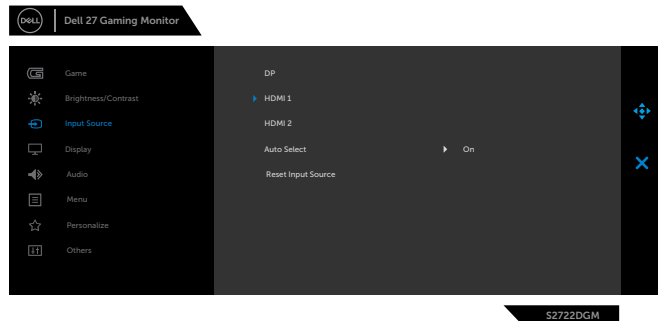 DELL
Dell 27 Gaming Monitor
Game
Brightness/Contrast
Input Source
Display
Audio
Menu
Personalize
Others
DP
HDMI 1
HDMI 2
Auto Select On
Reset Input Source
S2722DGM